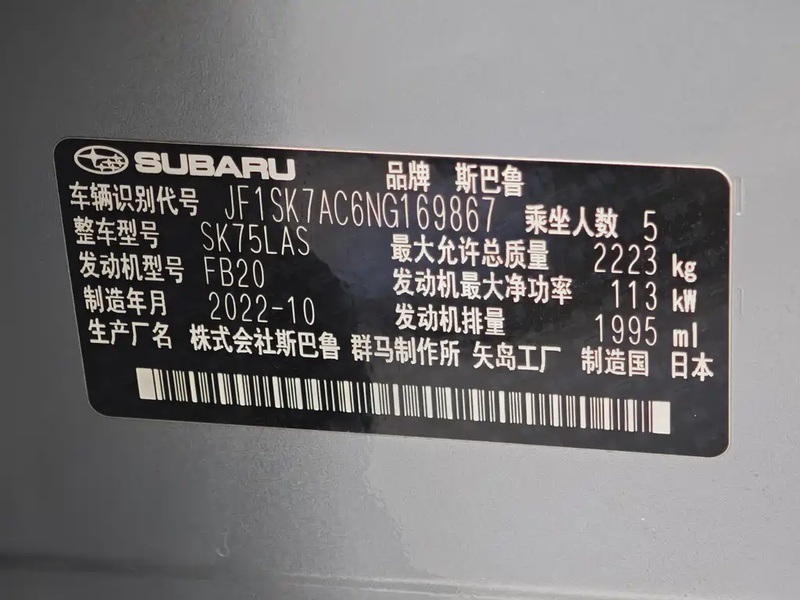 SUBARU 品牌 斯巴鲁
车辆识别代号 JF1SK7AC6NG169867 乘坐人数 5
整车型号 SK75LAS 最大允许总质量 2223 kg
发动机型号 FB20 发动机最大净功率 113 kW
制造年月 2022-10 发动机排量 1995 ml
生产厂名 株式会社斯巴鲁 群马制作所 矢岛工厂 制造国 日本